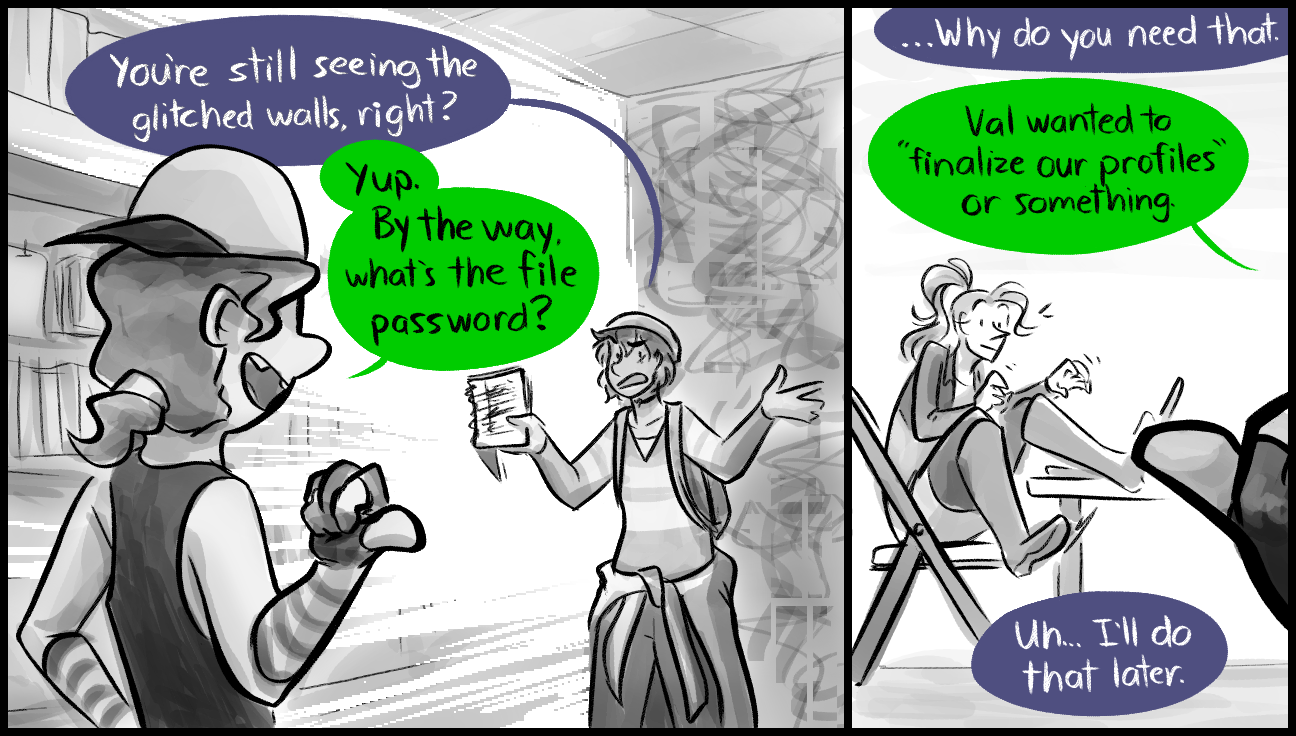 You're still seeing the
glitched walls, right?
Yup.
By the way,
what's the file
password?
...Why do you need that.
Val wanted to
"finalize our profiles"
or something.
Uh... I'll do
that later.